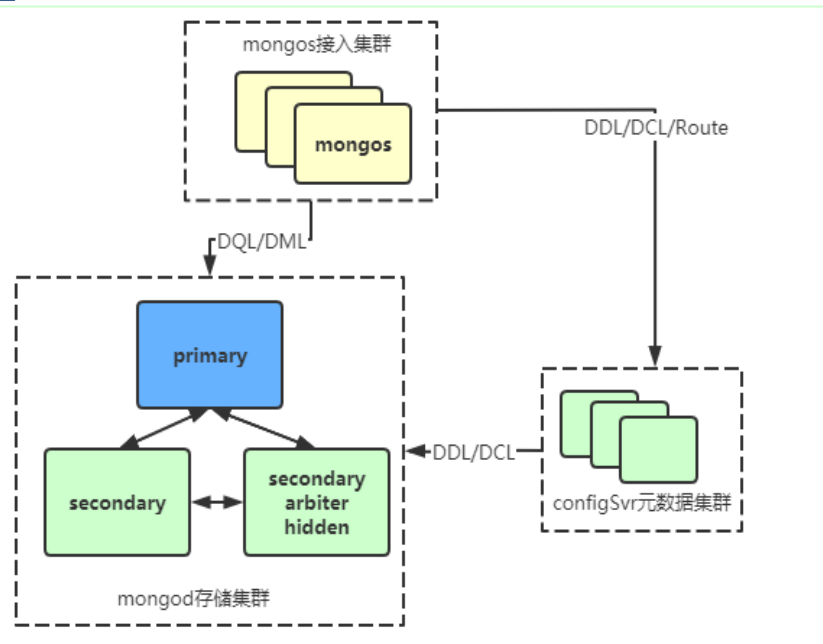 mongos接入集群
mongos
DDL/DCL/Route
DQL/DML
primary
secondary
secondary
arbiter
hidden
DDL/DCL
configSvr元数据集群
mongod存储集群